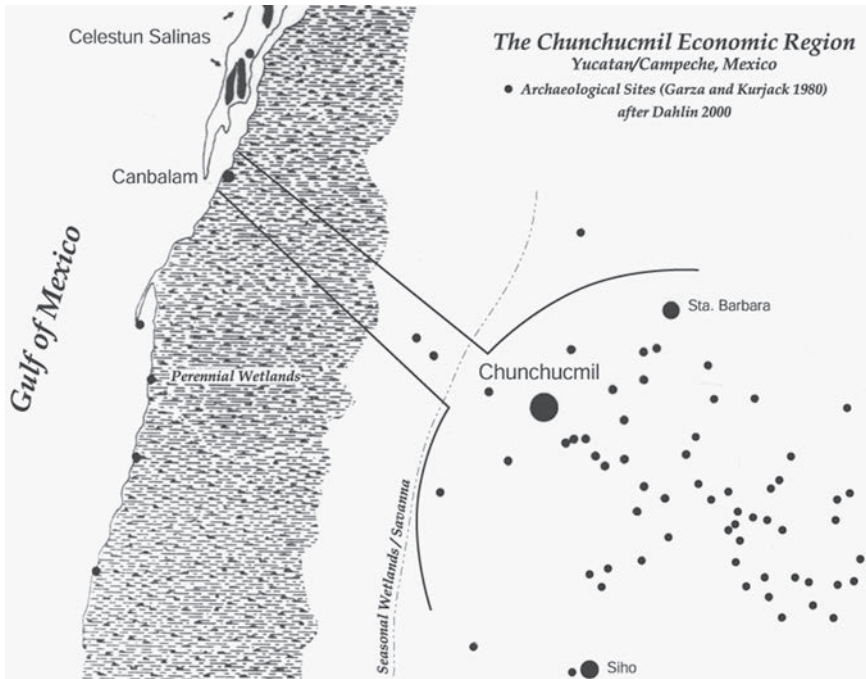 The Chunchucmil Economic Region
Yucatan/Campeche, Mexico
Archaeological Sites (Garza and Kurjack 1980)
after Dahlin 2000
Celestun Salinas
Canbalam
Gulf of Mexico
Sta. Barbara
Perennial Wetlands
Chunchucmil
Seasonal Wetlands / Savanna
Siho